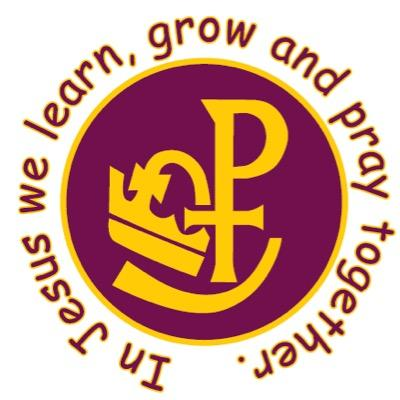 In Jesus we learn, grow and pray together.